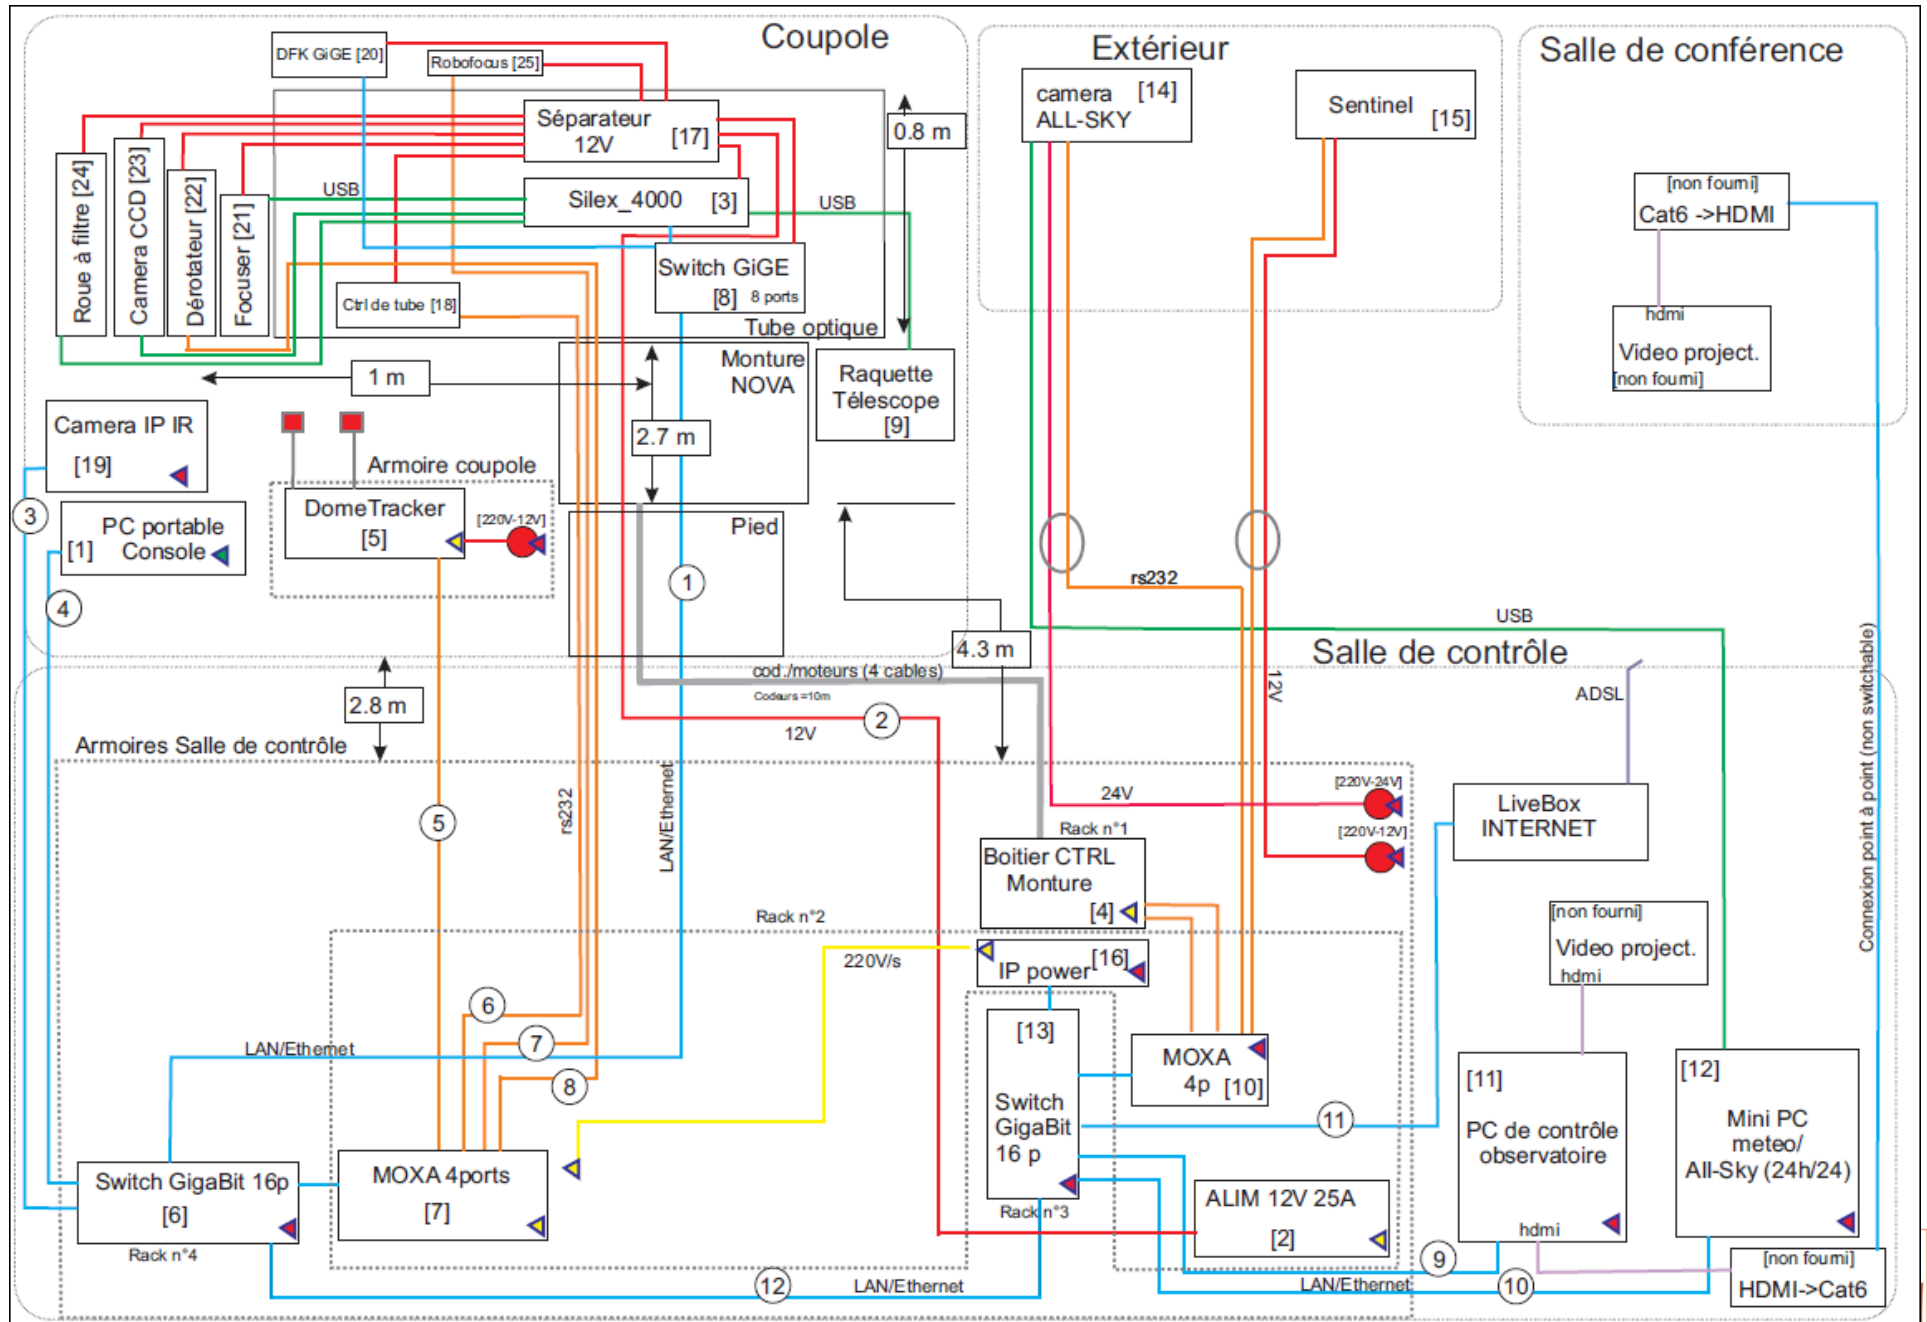 Coupole
Extérieur
Salle de conférence
DFK GiGE [20]
Robofocus [25]
Séparateur
12V
[17]
0.8 m
camera
[14]
ALL-SKY
Sentinel
[15]
Roue à filtre [24]
Camera CCD [23]
Dérotateur [22]
Focuser [21]
USB
Silex_4000
[3]
USB
[non fourni]
Cat6 ->HDMI
Switch GiGE
[8]
8 ports
Ctrl de tube [18]
Tube optique
hdmi
Video project.
[non fourni]
1 m
Monture
NOVA
Raquette
Télescope
[9]
2.7 m
Camera IP IR
[19]
Armoire coupole
DomeTracker
[5]
[220V-12V]
3
PC portable
[1]
Console
Pied
1
4
rs232
USB
4.3 m
Salle de contrôle
cod./moteurs (4 cables)
Codeurs =10m
12V
ADSL
2.8 m
2
12V
Armoires Salle de contrôle
Connexion point à point (non switchable)
rs232
LAN/Ethernet
5
24V
[220V-24V]
[220V-12V]
LiveBox
INTERNET
Rack n°1
Boitier CTRL
Monture
[4]
Rack n°2
[non fourni]
Video project.
hdmi
220V/s
IP power
[16]
6
7
8
LAN/Ethernet
[13]
Switch
GigaBit
16 p
MOXA
4p
[10]
11
[11]
PC de contrôle
observatoire
hdmi
[12]
Mini PC
meteo/
All-Sky (24h/24)
Switch GigaBit 16p
[6]
Rack n°4
MOXA 4ports
[7]
Rack n°3
ALIM 12V 25A
[2]
9
10
12
LAN/Ethernet
LAN/Ethernet
[non fourni]
HDMI->Cat6